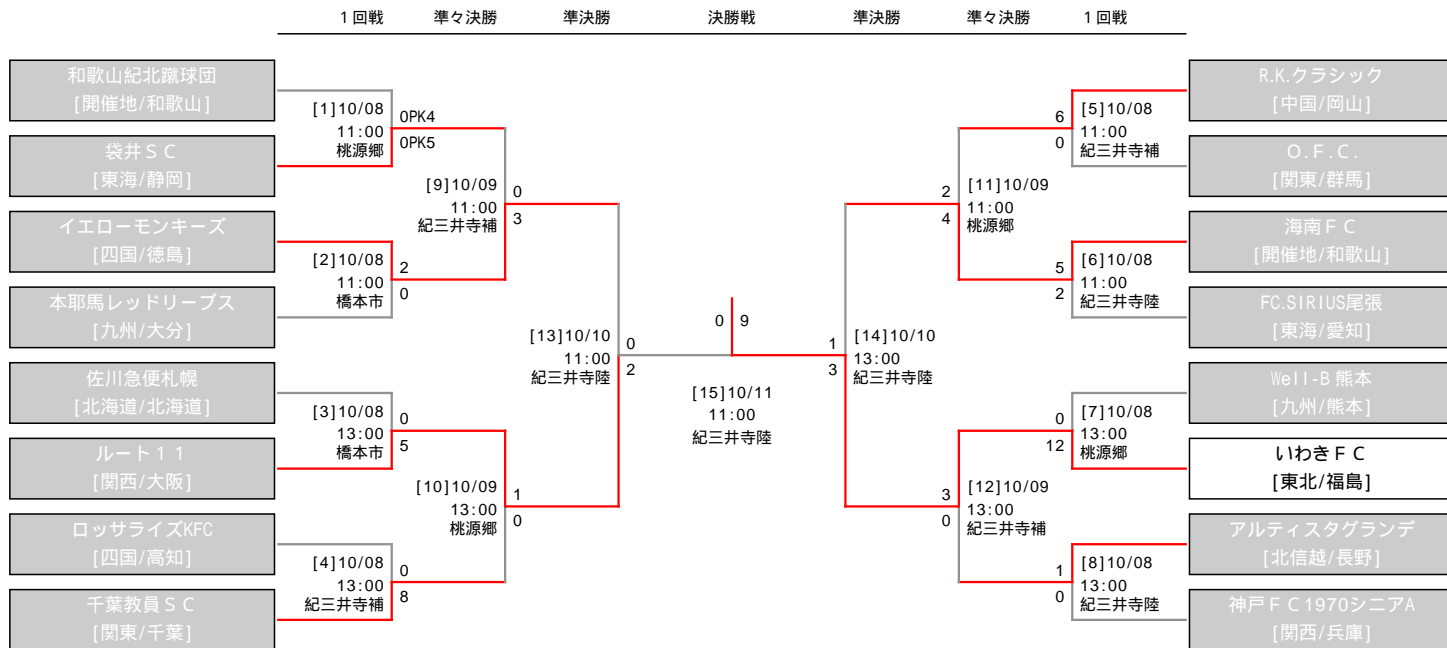 1回戦 準々決勝 準決勝 決勝戦 準決勝 準々決勝 1回戦
和歌山紀北蹴球団
[開催地/和歌山]
[1]10/08
11:00
桃源郷
0PK4
0PK5
袋井SC
[東海/静岡]
[9]10/09
11:00
紀三井寺補
0
3
イエローモンキーズ
[四国/徳島]
[2]10/08
11:00
橋本市
2
0
本耶馬レッドリーブス
[九州/大分]
[13]10/10
11:00
紀三井寺陸
0
2
佐川急便札幌
[北海道/北海道]
[3]10/08
13:00
橋本市
0
5
ルート11
[関西/大阪]
[10]10/09
13:00
桃源郷
1
0
ロッサライズKFC
[四国/高知]
[4]10/08
13:00
紀三井寺補
0
8
千葉教員SC
[関東/千葉]
0 9
[15]10/11
11:00
紀三井寺陸
R.K.クラシック
[中国/岡山]
6
0
[5]10/08
11:00
紀三井寺補
O.F.C.
[関東/群馬]
2
4
[11]10/09
11:00
桃源郷
海南FC
[開催地/和歌山]
5
2
[6]10/08
11:00
紀三井寺陸
FC.SIRIUS尾張
[東海/愛知]
1
3
[14]10/10
13:00
紀三井寺陸
Well-B熊本
[九州/熊本]
0
12
[7]10/08
13:00
桃源郷
いわきFC
[東北/福島]
3
0
[12]10/09
13:00
紀三井寺補
アルティスタグランデ
[北信越/長野]
1
0
[8]10/08
13:00
紀三井寺陸
神戸FC1970シニアA
[関西/兵庫]